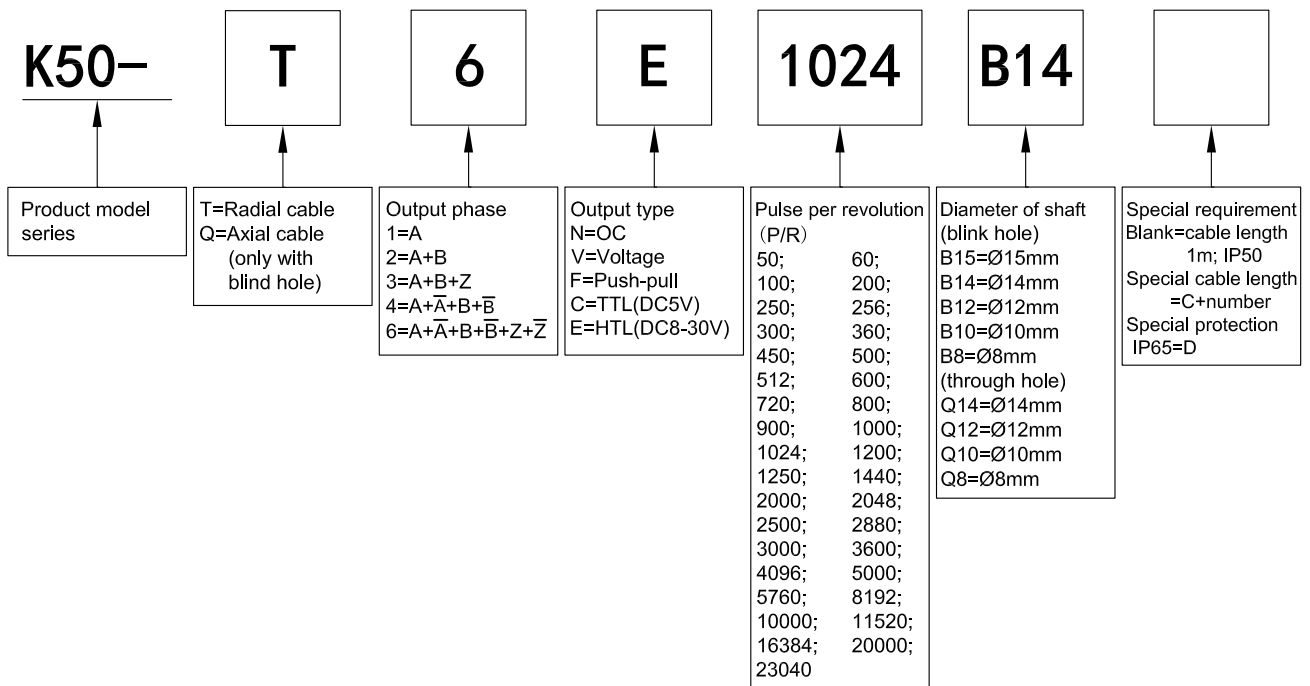 K50- T 6 E 1024 B14
Product model
series
T=Radial cable
Q=Axial cable
(only with
blind hole)
Output phase
1=A
2=A+B
3=A+B+Z
4=A+A̅+B+B̅
6=A+A̅+B+B̅+Z+Z̅
Output type
N=OC
V=Voltage
F=Push-pull
C=TTL(DC5V)
E=HTL(DC8-30V)
Pulse per revolution
(P/R)
50; 60;
100; 200;
250; 256;
300; 360;
450; 500;
512; 600;
720; 800;
900; 1000;
1024; 1200;
1250; 1440;
2000; 2048;
2500; 2880;
3000; 3600;
4096; 5000;
5760; 8192;
10000; 11520;
16384; 20000;
23040
Diameter of shaft
(blink hole)
B15=Ø15mm
B14=Ø14mm
B12=Ø12mm
B10=Ø10mm
B8=Ø8mm
(through hole)
Q14=Ø14mm
Q12=Ø12mm
Q10=Ø10mm
Q8=Ø8mm
Special requirement
Blank=cable length
1m; IP50
Special cable length
=C+number
Special protection
IP65=D